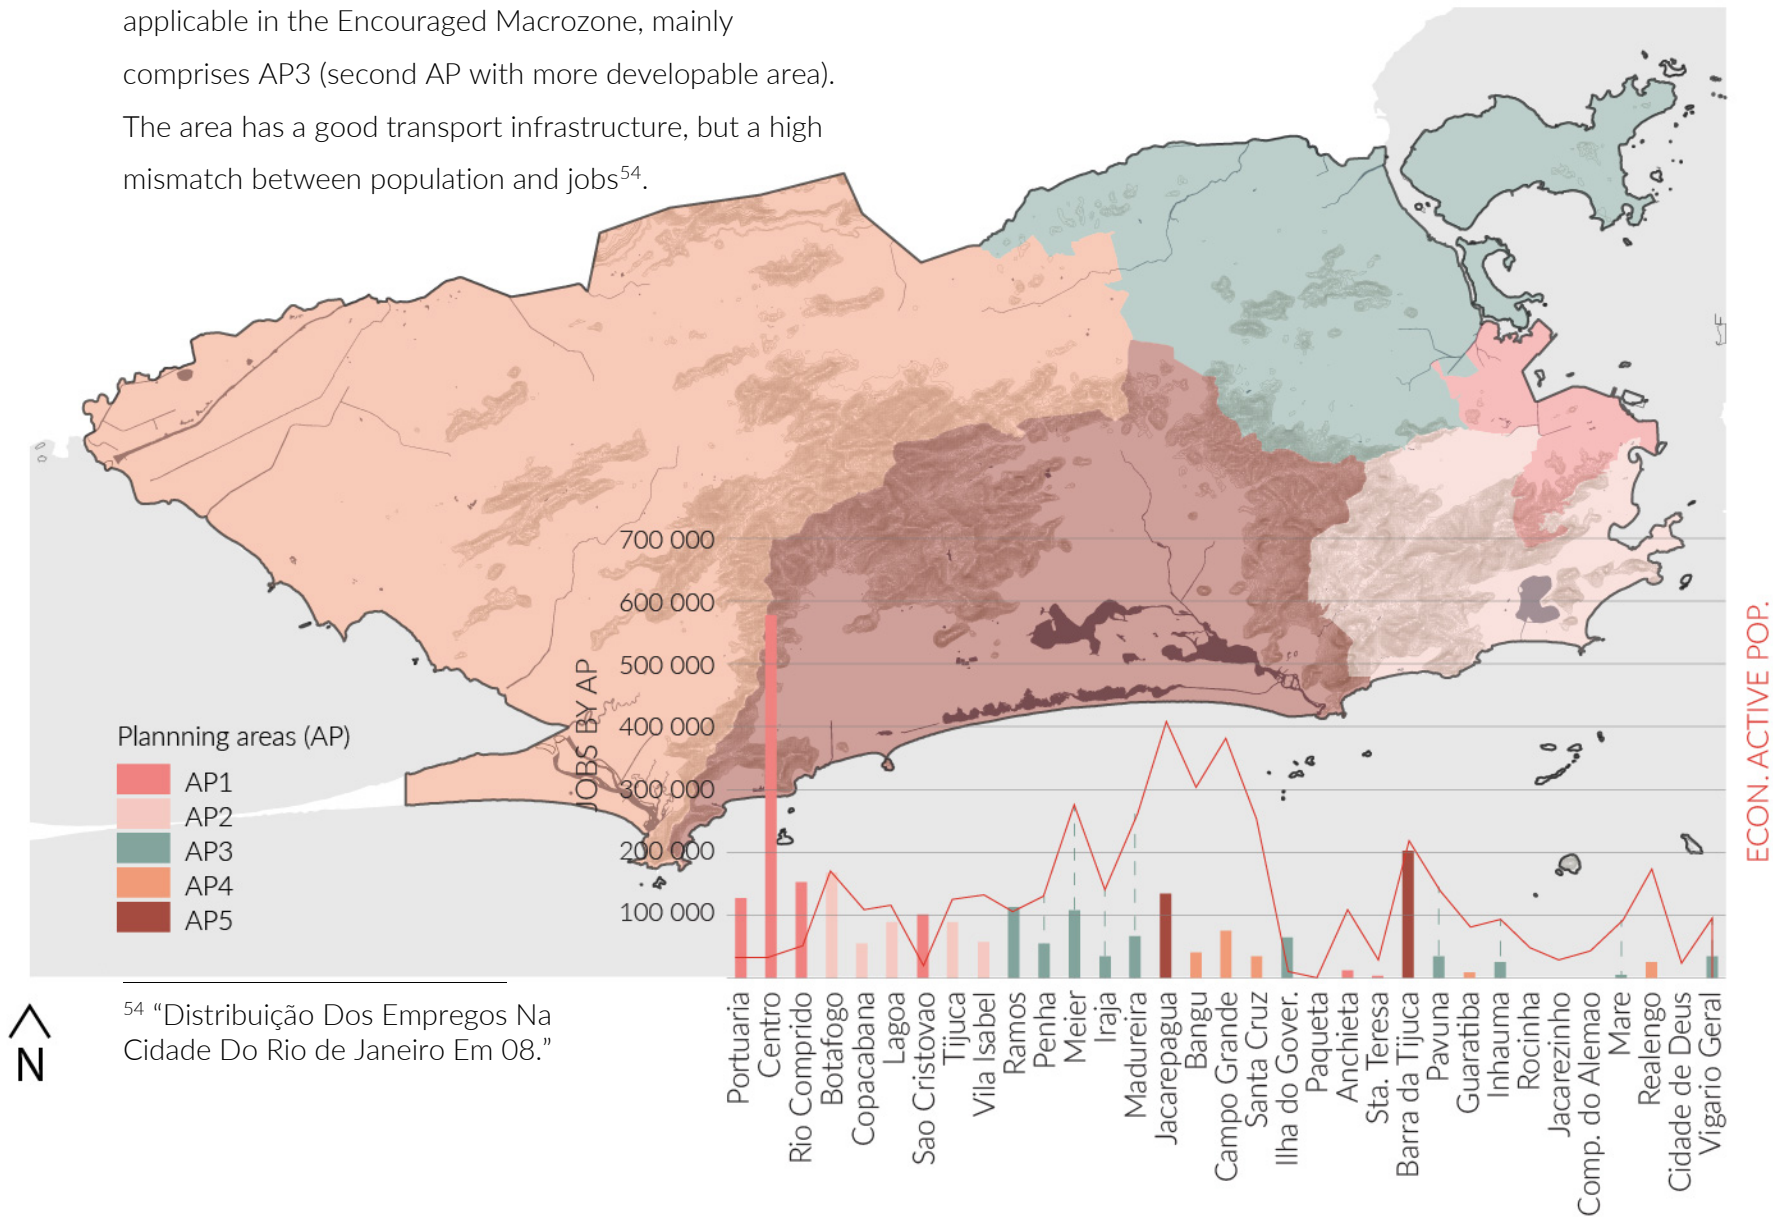 applicable in the Encouraged Macrozone, mainly
comprises AP3 (second AP with more developable area).
The area has a good transport infrastructure, but a high
mismatch between population and jobs⁵⁴.
700 000
600 000
500 000
400 000
300 000
200 000
100 000
JOBS BY AP
ECON. ACTIVE POP.
Plannning areas (AP)
AP1
AP2
AP3
AP4
AP5
Portuaria
Centro
Rio Comprido
Botafogo
Copacabana
Lagoa
Sao Cristovao
Tijuca
Vila Isabel
Ramos
Penha
Meier
Iraja
Madureira
Jacarepagua
Bangu
Campo Grande
Santa Cruz
Ilha do Gover.
Paqueta
Anchieta
Sta. Teresa
Barra da Tijuca
Pavuna
Guaratiba
Inhauma
Rocinha
Jacarezinho
Comp. do Alemao
Mare
Realengo
Cidade de Deus
Vigario Geral
⁵⁴ “Distribuição Dos Empregos Na
Cidade Do Rio de Janeiro Em 08.”
N